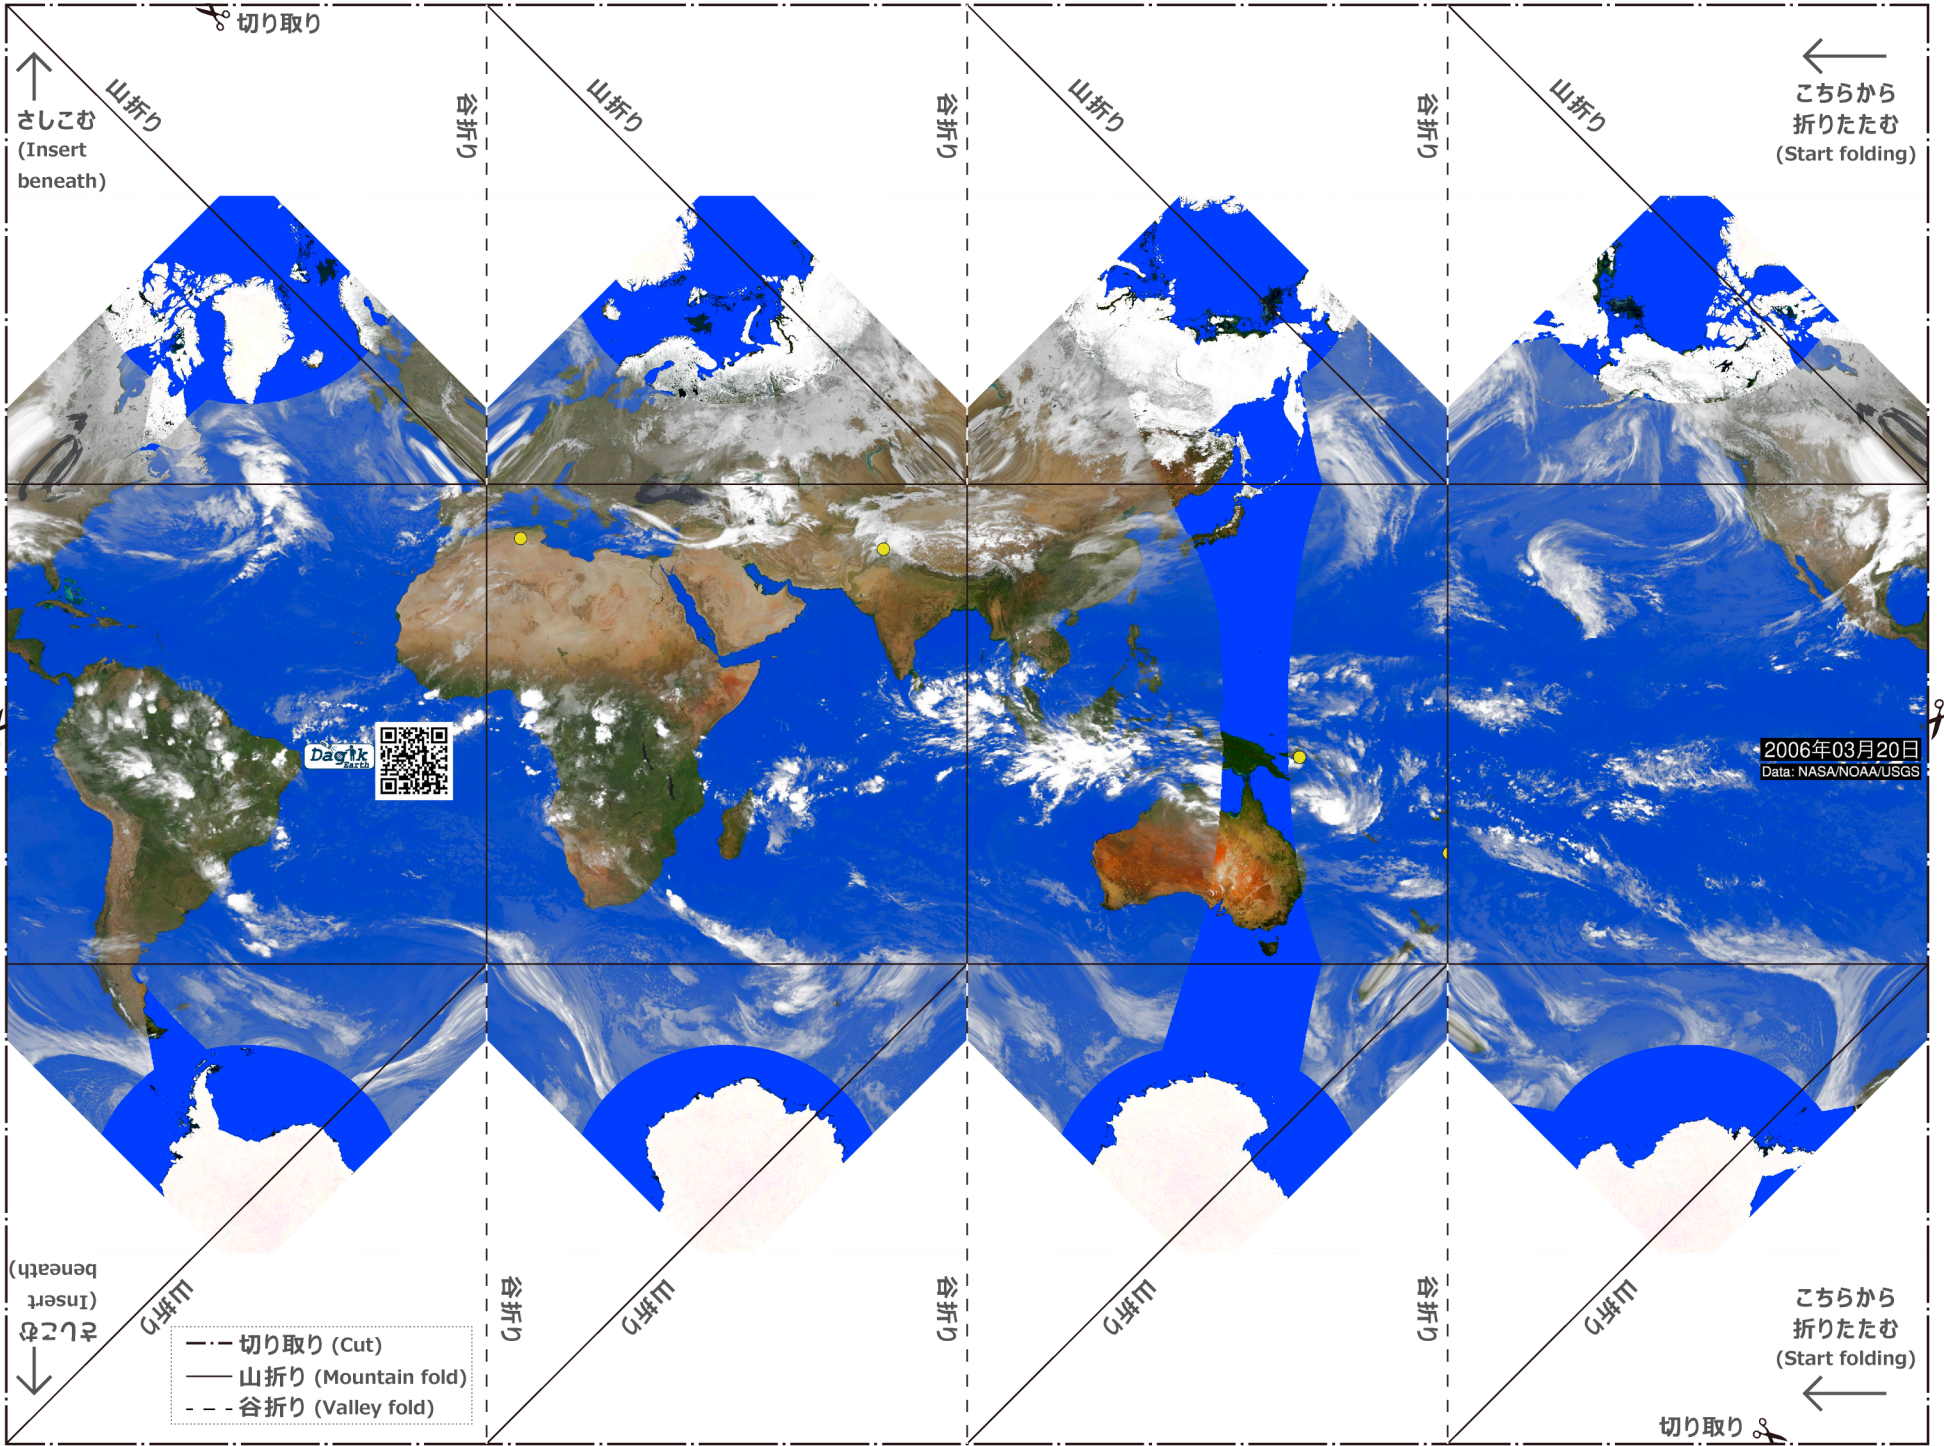 切り取り
山折り
谷折り
山折り
谷折り
山折り
谷折り
山折り
さしこむ
(Insert
beneath)
こちらから
折りたたむ
(Start folding)
Dagik
Earth
2006年03月20日
Data: NASA/NOAA/USGS
さしこむ
(Insert
beneath)
山折り
谷折り
山折り
谷折り
山折り
谷折り
山折り
こちらから
折りたたむ
(Start folding)
切り取り (Cut)
山折り (Mountain fold)
谷折り (Valley fold)
切り取り